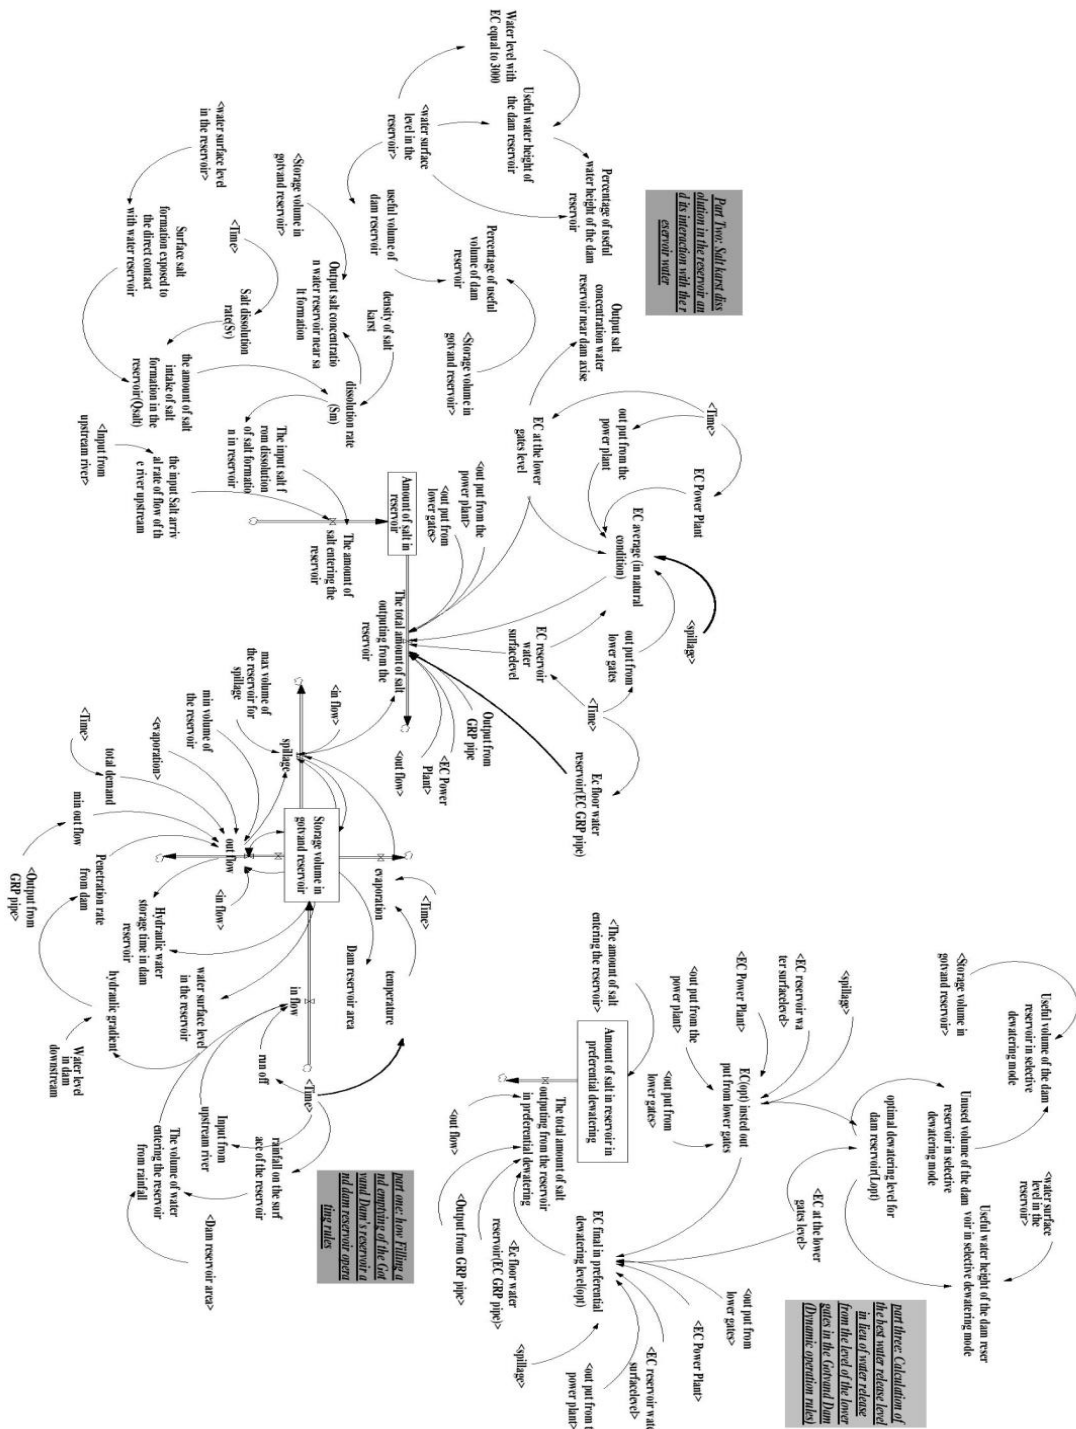 Part Two: Salt karst diss
olution in the reservoir an
d its interaction with the r
eservoir water
Water level with
EC equal to 3000
Useful water height of
the dam reservoir
<water surface
level in the
reservoir>
Percentage of useful
water height of the dam
reservoir
useful volume of
dam reservoir
Percentage of useful
volume of dam
reservoir
<Storage volume in
gotvand reservoir>
Output salt
concentration water
reservoir near dam axise
<water surface level
in the reservoir>
<Storage volume in
gotvand reservoir>
Output salt concentratio
n water reservoir near sa
lt formation
density of salt
karst
dissolution rate
(Sm)
<Time>
Salt dissolution
rate(Sv)
Surface salt
formation exposed to
the direct contact
with water reservoir
the amount of salt
intake of salt
formation in the
reservoir(Qsalt)
The input salt f
rom dissolution
of salt formatio
n in reservoir
<Input from
upstream river>
the input Salt arriv
al rate of flow of th
e river upstream
The amount of
salt entering the
reservoir
Amount of salt in
reservoir
The total amount of salt
outputing from the
reservoir
<out put from
lower gates>
<out put from the
power plant>
EC at the lower
gates level
out put from the
power plant
<Time>
EC Power Plant
EC average (in natural
condition)
<spillage>
out put from
lower gates
EC reservoir
water
surfacelevel
<Time>
Ec floor water
reservoir(EC GRP pipe)
Output from
GRP pipe
<EC Power
Plant>
<out flow>
<in flow>
max volume of
the reservoir for
spillage
spillage
min volume of
the reservoir
<evaporation>
<Time>
total demand
min out flow
<Output from
GRP pipe>
Penetration rate
from dam
out flow
<in flow>
Storage volume in
gotvand reservoir
evaporation
<Time>
temperature
Dam reservoir area
Hydraulic water
storage time in dam
reservoir
water surface level
in the reservoir
hydraulic gradient
Water level
in dam
downstream
in flow
run off
<Time>
Input from
upstream river
rainfall on the surf
ace of the reservoir
The volume of water
entering the reservoir
from rainfall
<Dam reservoir area>
part one: how Filling a
nd emptying of the Got
vand Dam's reservoir a
nd dam reservoir opera
ting rules
<Storage volume in
gotvand reservoir>
Useful volume of the dam
reservoir in selective
dewatering mode
Unused volume of the dam
reservoir in selective
dewatering mode
<water surface
level in the
reservoir>
Useful water height of the dam reser
voir in selective dewatering mode
optimal dewatering level for
dam reservoir(Lopt)
<EC at the lower
gates level>
<spillage>
<EC reservoir wa
ter surfacelevel>
<EC Power Plant>
<out put from the
power plant>
EC(opt) insted out
put from lower gates
<out put from
lower gates>
<The amount of salt
entering the reservoir>
Amount of salt in reservoir in
preferential dewatering
The total amount of salt
outputing from the reservoir
in preferential dewatering
<out flow>
<Output from GRP pipe>
<Ec floor water
reservoir(EC GRP pipe)>
EC final in preferential
dewatering level(opt)
<spillage>
<out put from t
power plant>
<EC reservoir wate
surfacelevel>
<EC Power Plant>
<out put from
lower gates>
part three: Calculation of
the best water release level
in lieu of water release
from the level of the lower
gates in the Gotvand Dam
(Dynamic operation rules)